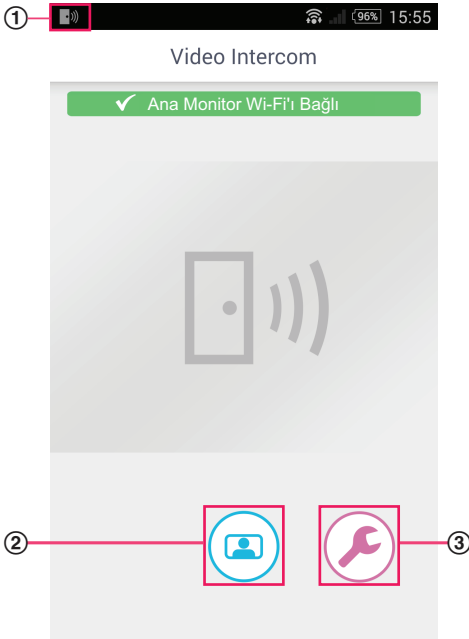 ① 96% 15:55
Video Intercom
Ana Monitor Wi-Fi'ı Bağlı
② ③